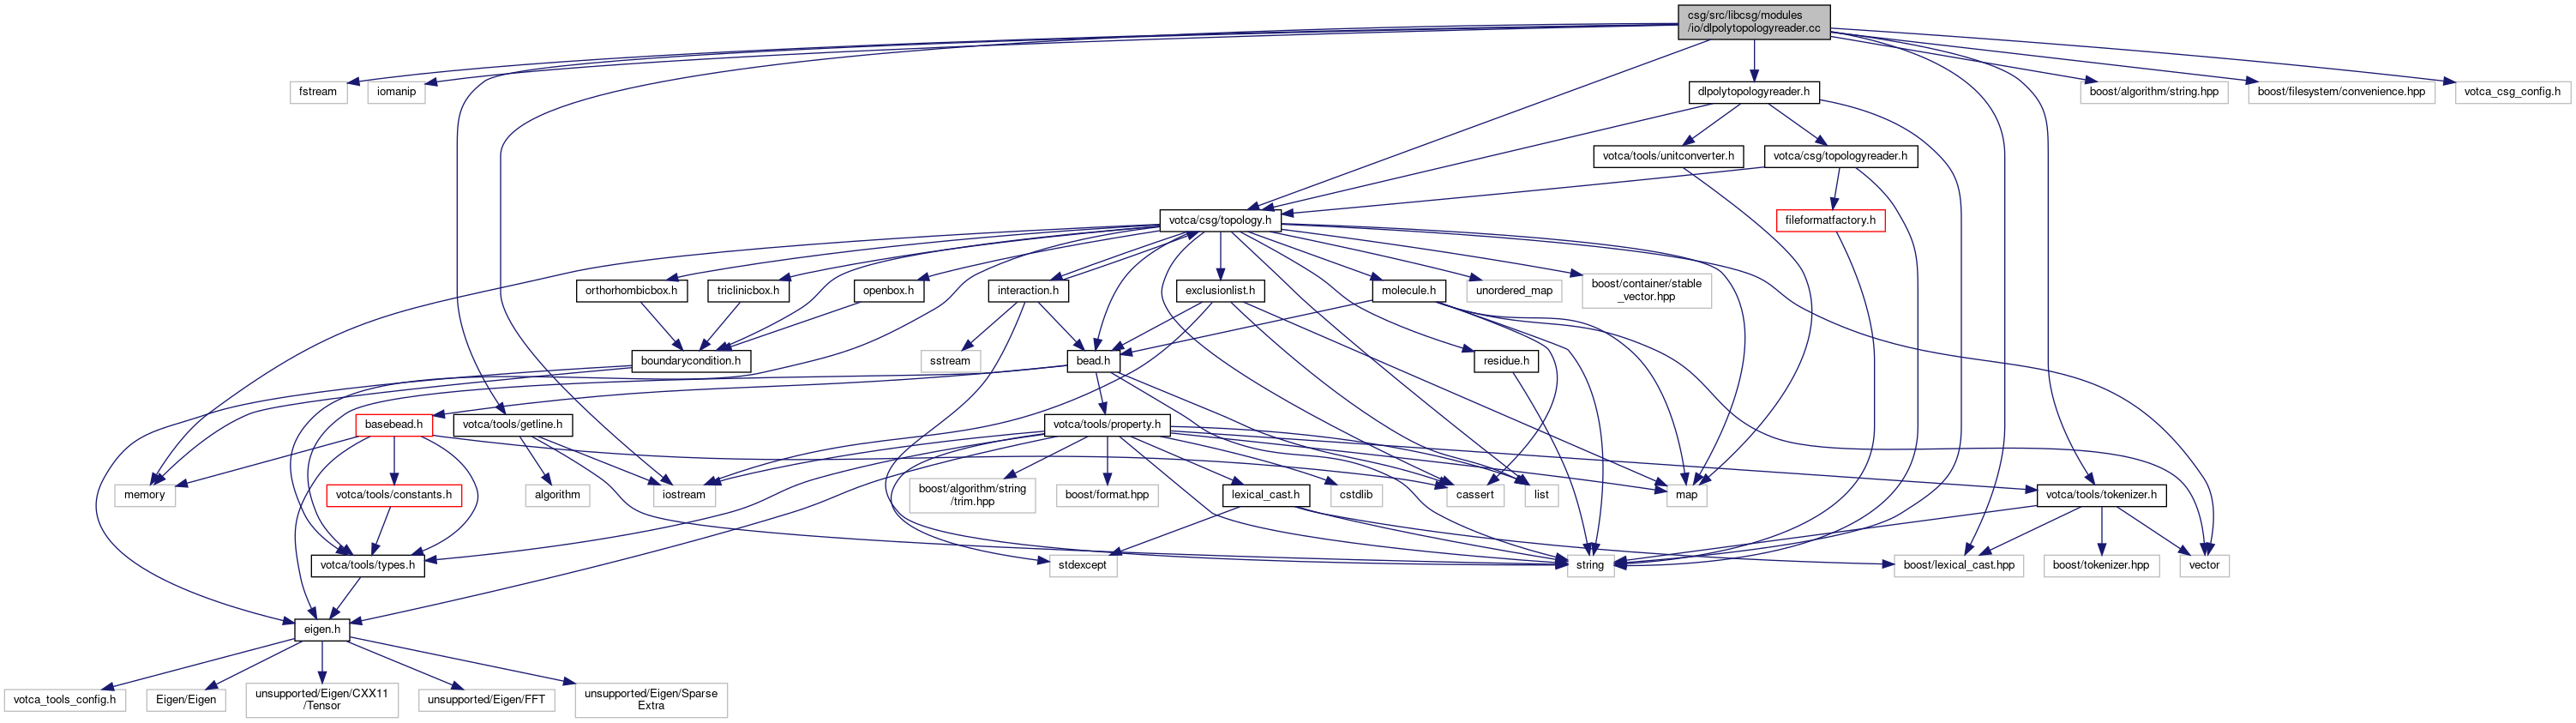 csg/src/libcsg/modules
/io/dlpolytopologyreader.cc
fstream
iomanip
dlpolytopologyreader.h
boost/algorithm/string.hpp
boost/filesystem/convenience.hpp
votca_csg_config.h
votca/tools/unitconverter.h
votca/csg/topologyreader.h
votca/csg/topology.h
fileformatfactory.h
orthorhombicbox.h
triclinicbox.h
openbox.h
interaction.h
exclusionlist.h
molecule.h
unordered_map
boost/container/stable
_vector.hpp
boundarycondition.h
sstream
bead.h
residue.h
basebead.h
votca/tools/getline.h
votca/tools/property.h
memory
votca/tools/constants.h
algorithm
iostream
boost/algorithm/string
/trim.hpp
boost/format.hpp
lexical_cast.h
cstdlib
cassert
list
map
votca/tools/tokenizer.h
votca/tools/types.h
stdexcept
string
boost/lexical_cast.hpp
boost/tokenizer.hpp
vector
eigen.h
votca_tools_config.h
Eigen/Eigen
unsupported/Eigen/CXX11
/Tensor
unsupported/Eigen/FFT
unsupported/Eigen/Sparse
Extra